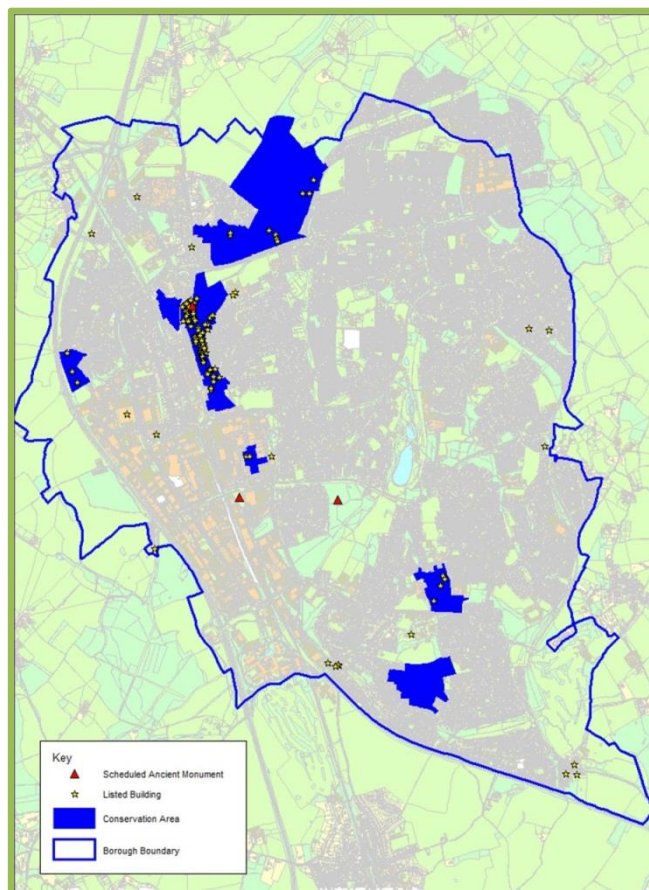 Key
Scheduled Ancient Monument
Listed Building
Conservation Area
Borough Boundary